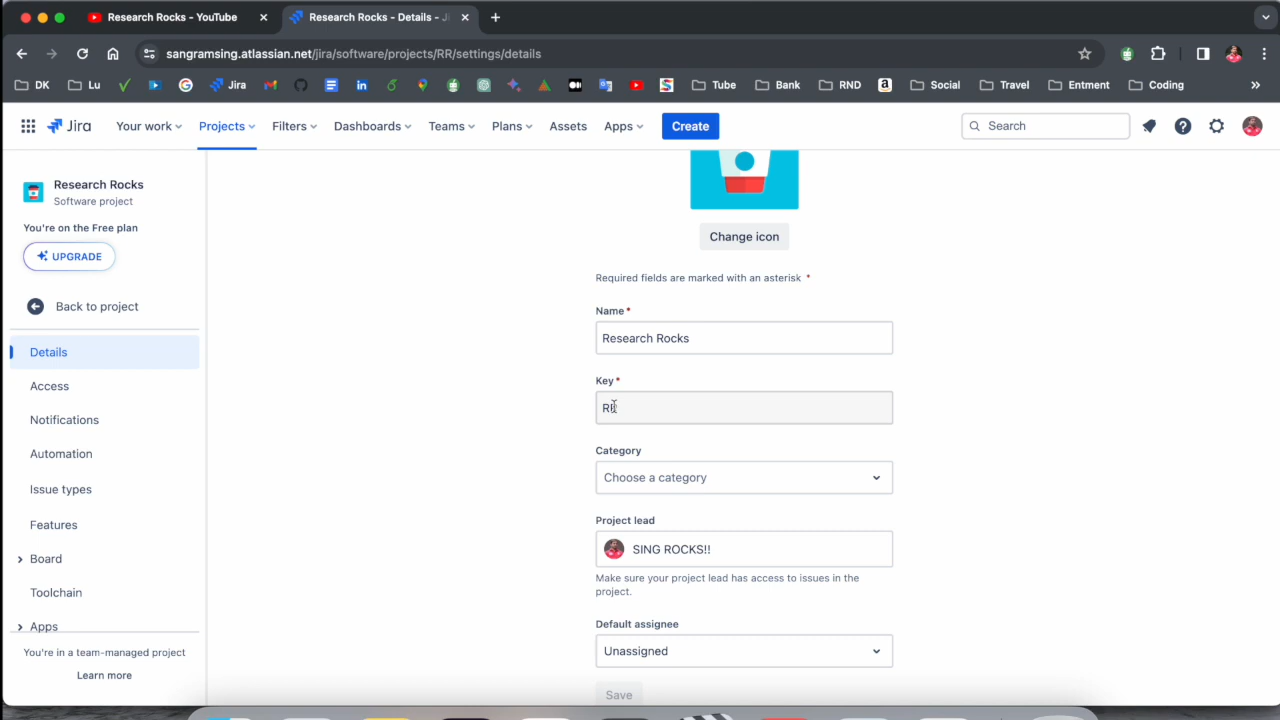 Research Rocks - YouTube
Research Rocks - Details - Ji
sangramsing.atlassian.net/jira/software/projects/RR/settings/details
DK Lu Jira Tube Bank RND Social Travel Entment Coding
Jira Your work Projects Filters Dashboards Teams Plans Assets Apps Create Search
Research Rocks
Software project
You're on the Free plan
UPGRADE
Back to project
Details
Access
Notifications
Automation
Issue types
Features
Board
Toolchain
Apps
You're in a team-managed project
Learn more
Change icon
Required fields are marked with an asterisk *
Name *
Research Rocks
Key *
RR
Category
Choose a category
Project lead
SING ROCKS!!
Make sure your project lead has access to issues in the
project.
Default assignee
Unassigned
Save